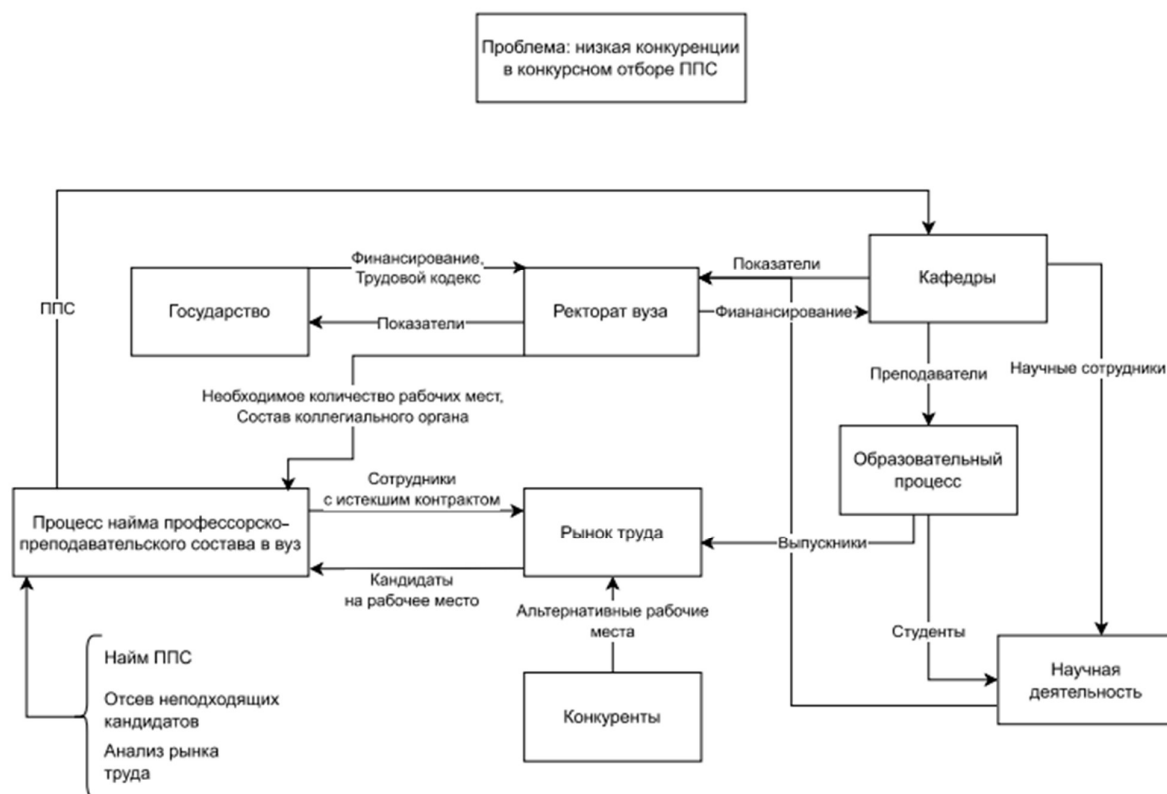 Проблема: низкая конкуренции
в конкурсном отборе ППС
ППС
Государство
Финансирование,
Трудовой кодекс
Показатели
Ректорат вуза
Показатели
Фианансирование
Кафедры
Преподаватели
Научные сотрудники
Необходимое количество рабочих мест,
Состав коллегиального органа
Образовательный
процесс
Процесс найма профессорско-
преподавательского состава в вуз
Сотрудники
с истекшим контрактом
Рынок труда
Выпускники
Кандидаты
на рабочее место
Альтернативные рабочие
места
Студенты
Найм ППС
Отсев неподходящих
кандидатов
Анализ рынка
труда
Конкуренты
Научная
деятельность